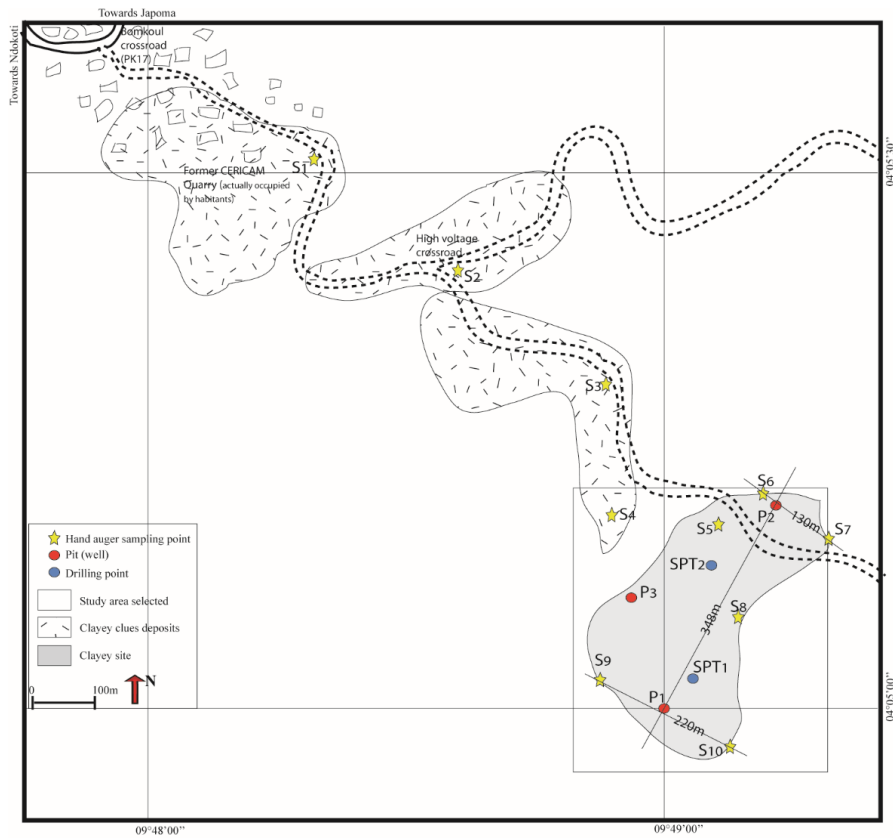 Towards Japoma
Towards Ndokoti
Bomkoul
crossroad
(PK17)
S1
04°05'30''
Former CERICAM
Quarry (actually occupied
by habitants)
High voltage
crossroad
S2
S3
S4
S6
P2
130m
S7
S5
SPT2
P3
348m
S8
S9
SPT1
P1
220m
S10
Hand auger sampling point
Pit (well)
Drilling point
Study area selected
Clayey clues deposits
Clayey site
0 100m
N
04°05'00''
09°48'00''
09°49'00''